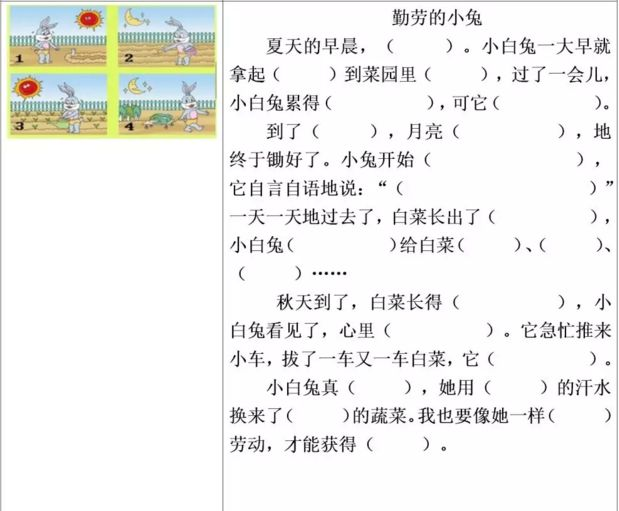 1
2
3
4
勤劳的小兔
夏天的早晨，（ ）。小白兔一大早就
拿起（ ）到菜园里（ ），过了一会儿，
小白兔累得（ ），可它（ ）。
到了（ ），月亮（ ），地
终于锄好了。小兔开始（ ），
它自言自语地说：“（ ）”
一天一天地过去了，白菜长出了（ ），
小白兔（ ）给白菜（ ）、（ ）、
（ ）……
秋天到了，白菜长得（ ），小
白兔看见了，心里（ ）。它急忙推来
小车，拔了一车又一车白菜，它（ ）。
小白兔真（ ），她用（ ）的汗水
换来了（ ）的蔬菜。我也要像她一样（ ）
劳动，才能获得（ ）。